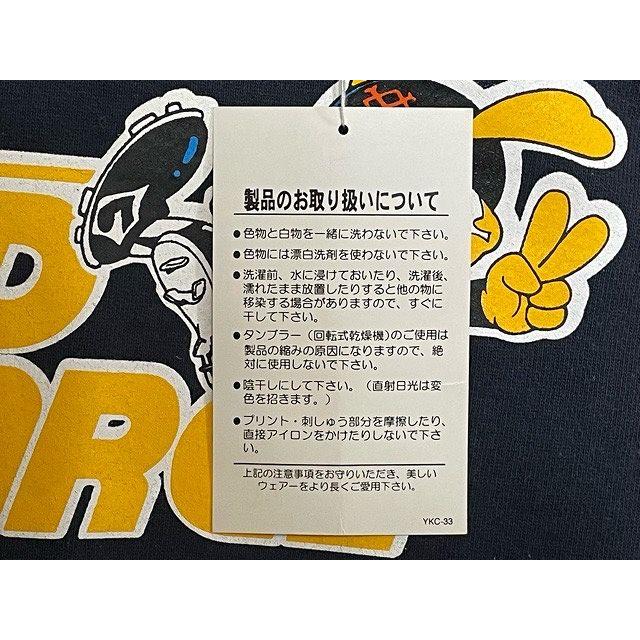 製品のお取り扱いについて
●色物と白物を一緒に洗わないで下さい。
●色物には漂白洗剤を使わないで下さい。
●洗濯前、水に浸けておいたり、洗濯後、
濡れたまま放置したりすると他の物に
移染する場合がありますので、すぐに
干して下さい。
●タンブラー（回転式乾燥機）のご使用は
製品の縮みの原因になりますので、絶
対に使用しないで下さい。
●陰干しにして下さい。（直射日光は変
色を招きます。）
●プリント・刺しゅう部分を摩擦したり、
直接アイロンをかけたりしないで下さ
い。
上記の注意事項をお守りいただき、美しい
ウェアーをより長くご愛用下さい。
YKC-33